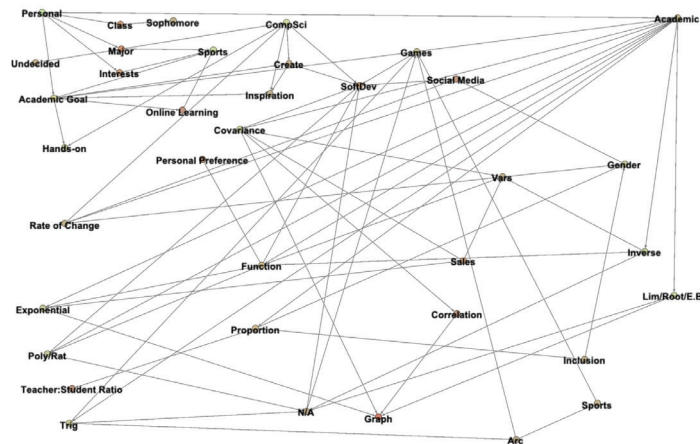 Personal
Academic
Class
Sophomore
CompSci
Major
Sports
Games
Undecided
Interests
Create
Social Media
SoftDev
Academic Goal
Inspiration
Online Learning
Covariance
Hands-on
Personal Preference
Gender
Vars
Rate of Change
Function
Sales
Inverse
Lim/Root/E.B
Exponential
Correlation
Proportion
Poly/Rat
Inclusion
Teacher:Student Ratio
Sports
N/A
Graph
Trig
Arc